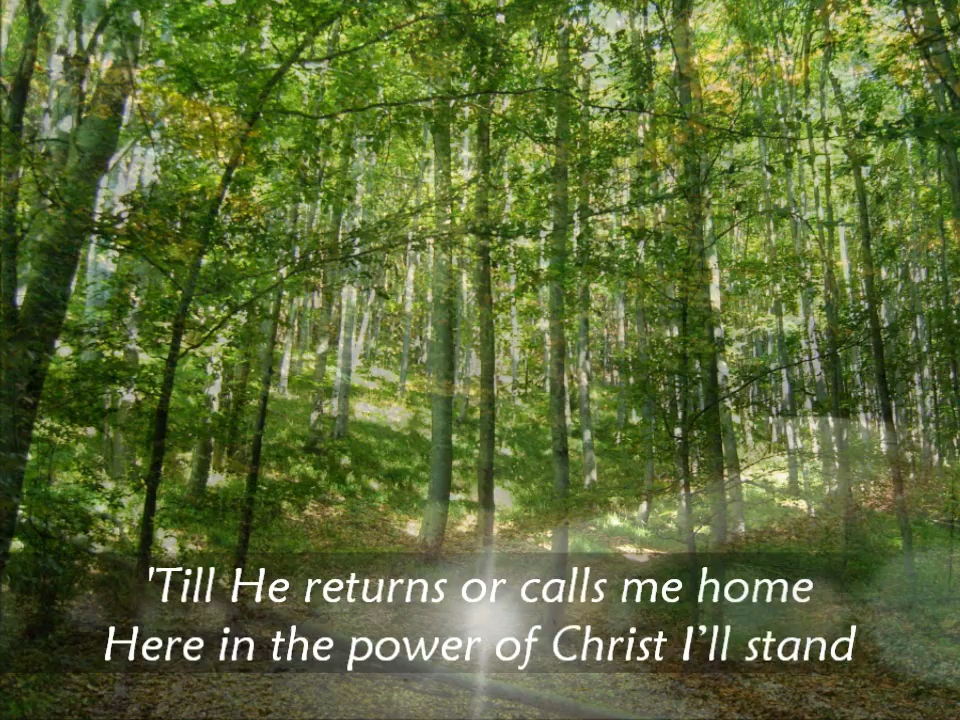 'Till He returns or calls me home
Here in the power of Christ I’ll stand